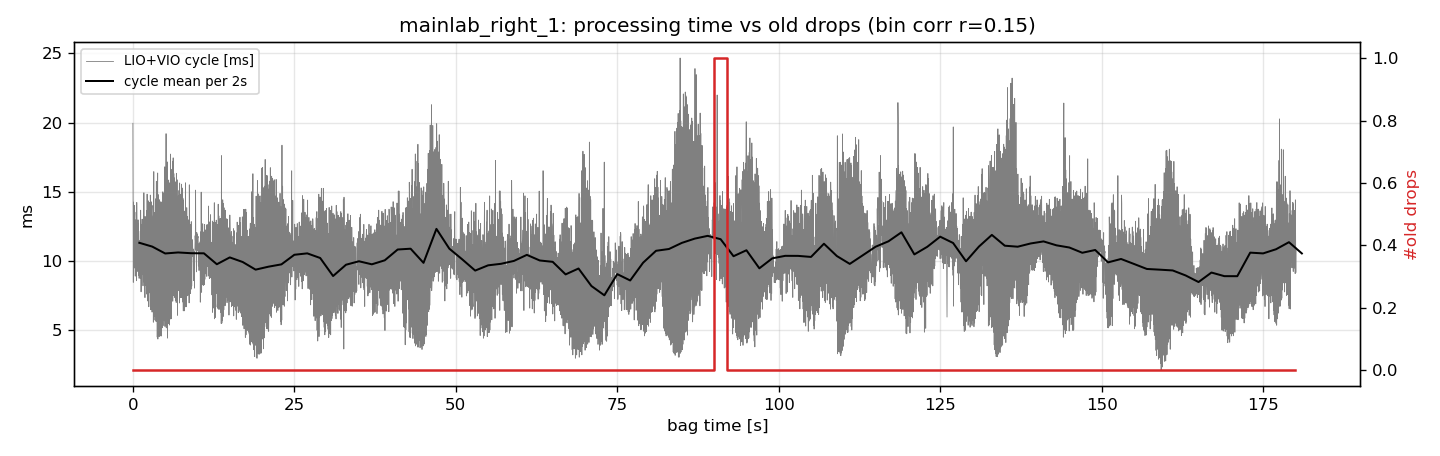 mainlab_right_1: processing time vs old drops (bin corr r=0.15)
LIO+VIO cycle [ms]
cycle mean per 2s
25
20
15
10
5
ms
1.0
0.8
0.6
0.4
0.2
0.0
#old drops
0 25 50 75 100 125 150 175
bag time [s]